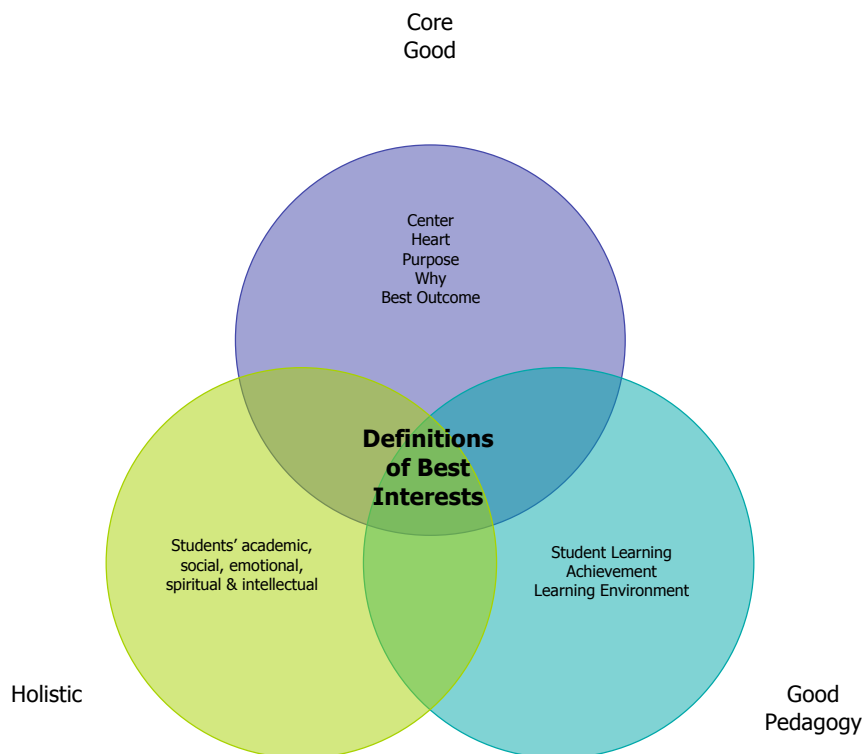 Core
Good
Center
Heart
Purpose
Why
Best Outcome
Definitions
of Best
Interests
Students’ academic,
social, emotional,
spiritual & intellectual
Student Learning
Achievement
Learning Environment
Holistic
Good
Pedagogy